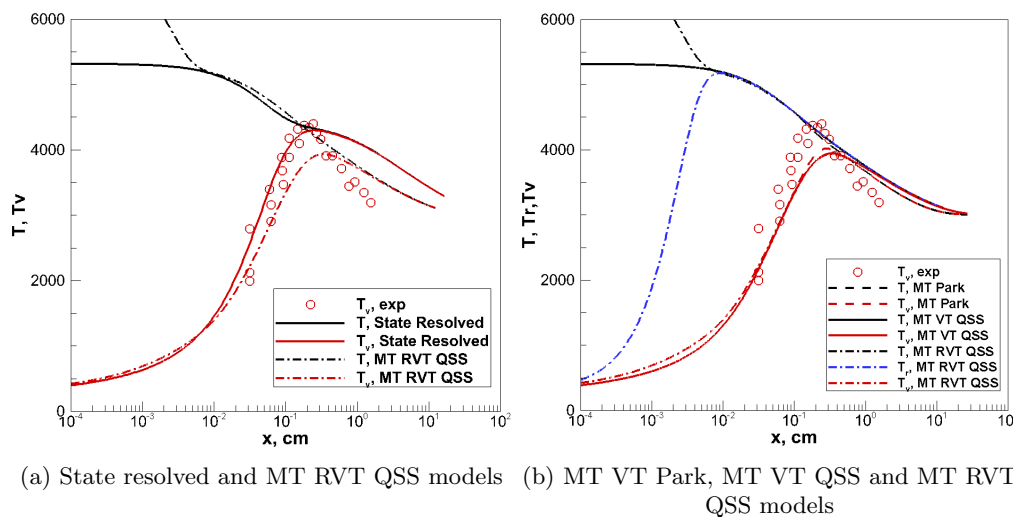 6000
4000
2000
0
T, Tv
10⁻⁴ 10⁻³ 10⁻² 10⁻¹ 10⁰ 10¹ 10²
x, cm
Tᵥ, exp
T, State Resolved
Tᵥ, State Resolved
T, MT RVT QSS
Tᵥ, MT RVT QSS
(a) State resolved and MT RVT QSS models
6000
4000
2000
0
T, Tr,Tv
10⁻⁴ 10⁻³ 10⁻² 10⁻¹ 10⁰ 10¹ 10²
x, cm
Tᵥ, exp
T, MT Park
Tᵥ, MT Park
T, MT VT QSS
Tᵥ, MT VT QSS
T, MT RVT QSS
Tᵣ, MT RVT QSS
Tᵥ, MT RVT QSS
(b) MT VT Park, MT VT QSS and MT RVT
QSS models